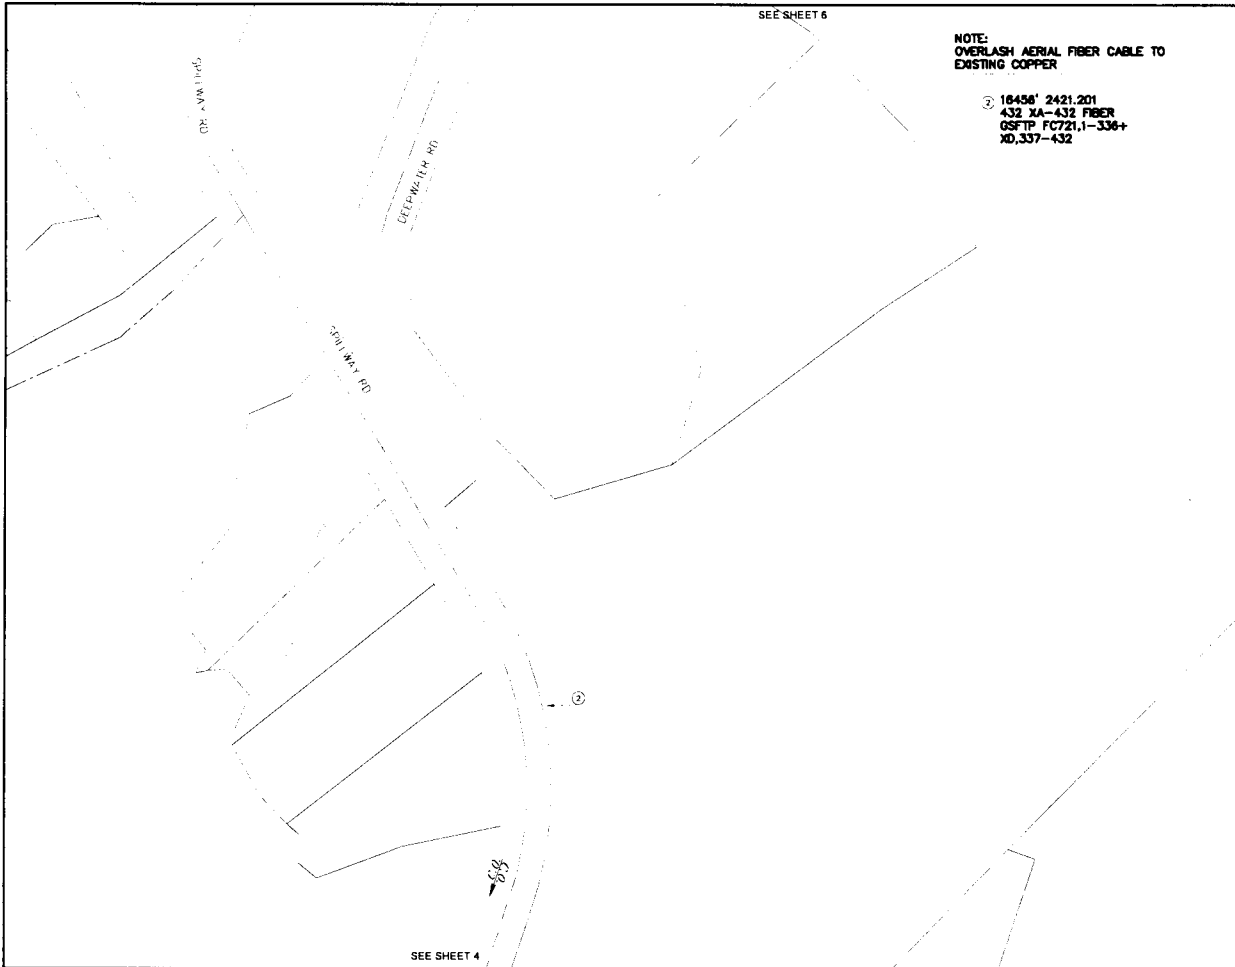 SEE SHEET 6
NOTE:
OVERLASH AERIAL FIBER CABLE TO
EXISTING COPPER
2 16456' 2421.201
432 XA-432 FIBER
GSFTP FC721,1-336+
XD,337-432
SPILLWAY RD
DEEPWATER RD
SPILLWAY RD
2
SEE SHEET 4